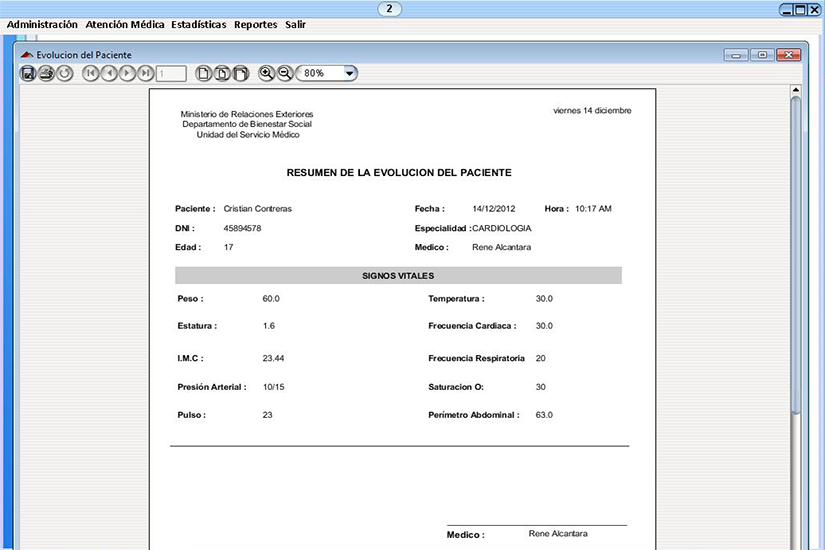 2
Administración Atención Médica Estadísticas Reportes Salir
Evolucion del Paciente
1
80%
Ministerio de Relaciones Exteriores
viernes 14 diciembre
Departamento de Bienestar Social
Unidad del Servicio Médico
RESUMEN DE LA EVOLUCION DEL PACIENTE
Paciente : Cristian Contreras Fecha : 14/12/2012 Hora : 10:17 AM
DNI : 45894578 Especialidad : CARDIOLOGIA
Edad : 17 Medico : Rene Alcantara
SIGNOS VITALES
Peso : 60.0 Temperatura : 30.0
Estatura : 1.6 Frecuencia Cardiaca : 30.0
I.M.C : 23.44 Frecuencia Respiratoria 20
Presión Arterial : 10/15 Saturacion O: 30
Pulso : 23 Perímetro Abdominal : 63.0
Medico : Rene Alcantara